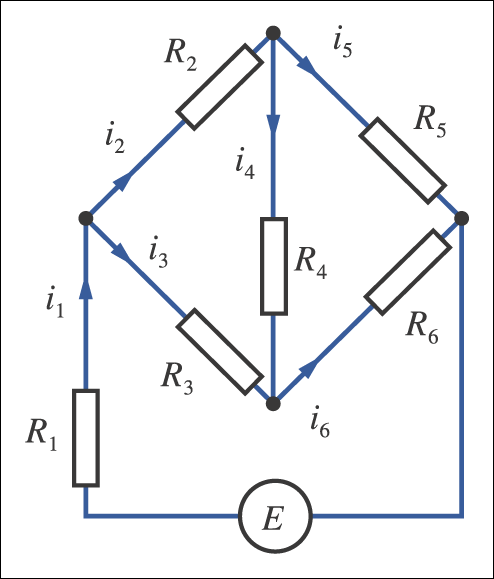 R₂
i₅
i₂
R₅
i₄
i₃
R₄
i₁
R₃
R₆
R₁
i₆
E